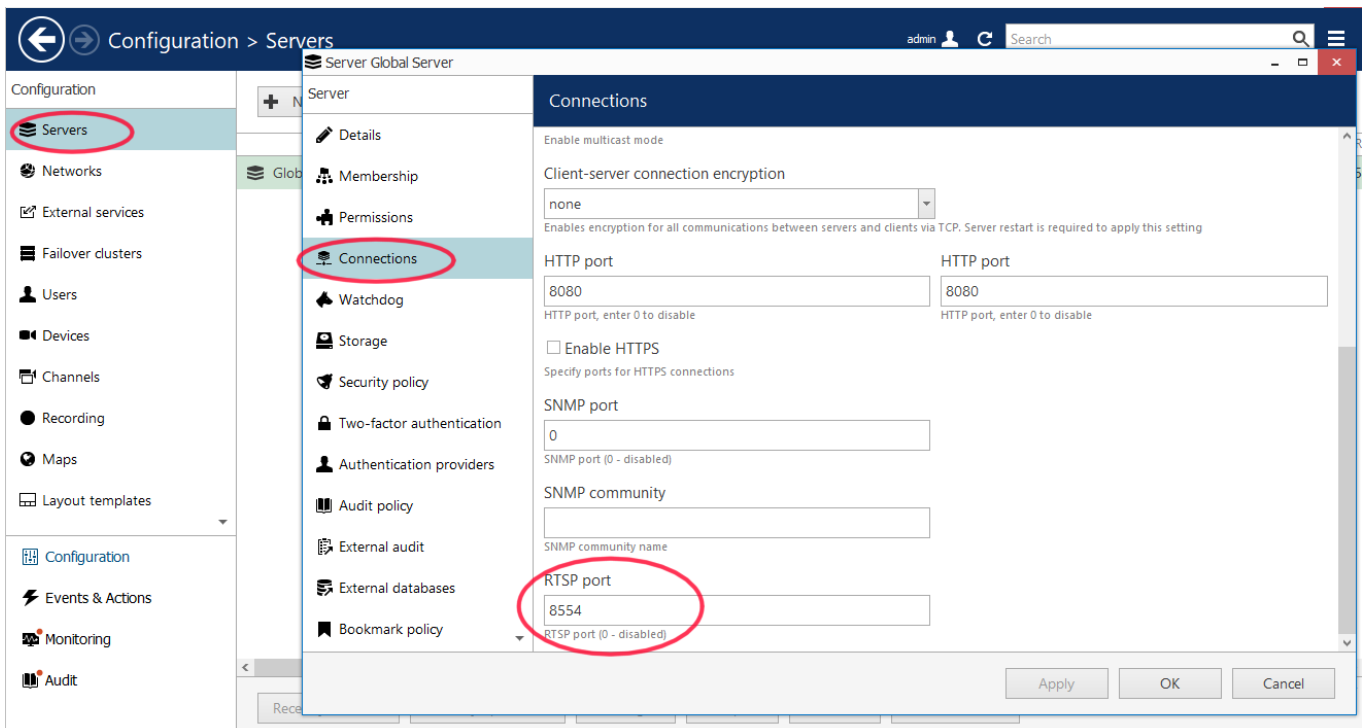 Configuration > Servers
admin
Search
Configuration
Servers
Networks
External services
Failover clusters
Users
Devices
Channels
Recording
Maps
Layout templates
Configuration
Events & Actions
Monitoring
Audit
Server Global Server
Server
Details
Membership
Permissions
Connections
Watchdog
Storage
Security policy
Two-factor authentication
Authentication providers
Audit policy
External audit
External databases
Bookmark policy
Connections
Enable multicast mode
Client-server connection encryption
none
Enables encryption for all communications between servers and clients via TCP. Server restart is required to apply this setting
HTTP port HTTP port
8080 8080
HTTP port, enter 0 to disable HTTP port, enter 0 to disable
Enable HTTPS
Specify ports for HTTPS connections
SNMP port
0
SNMP port (0 - disabled)
SNMP community
SNMP community name
RTSP port
8554
RTSP port (0 - disabled)
Apply OK Cancel